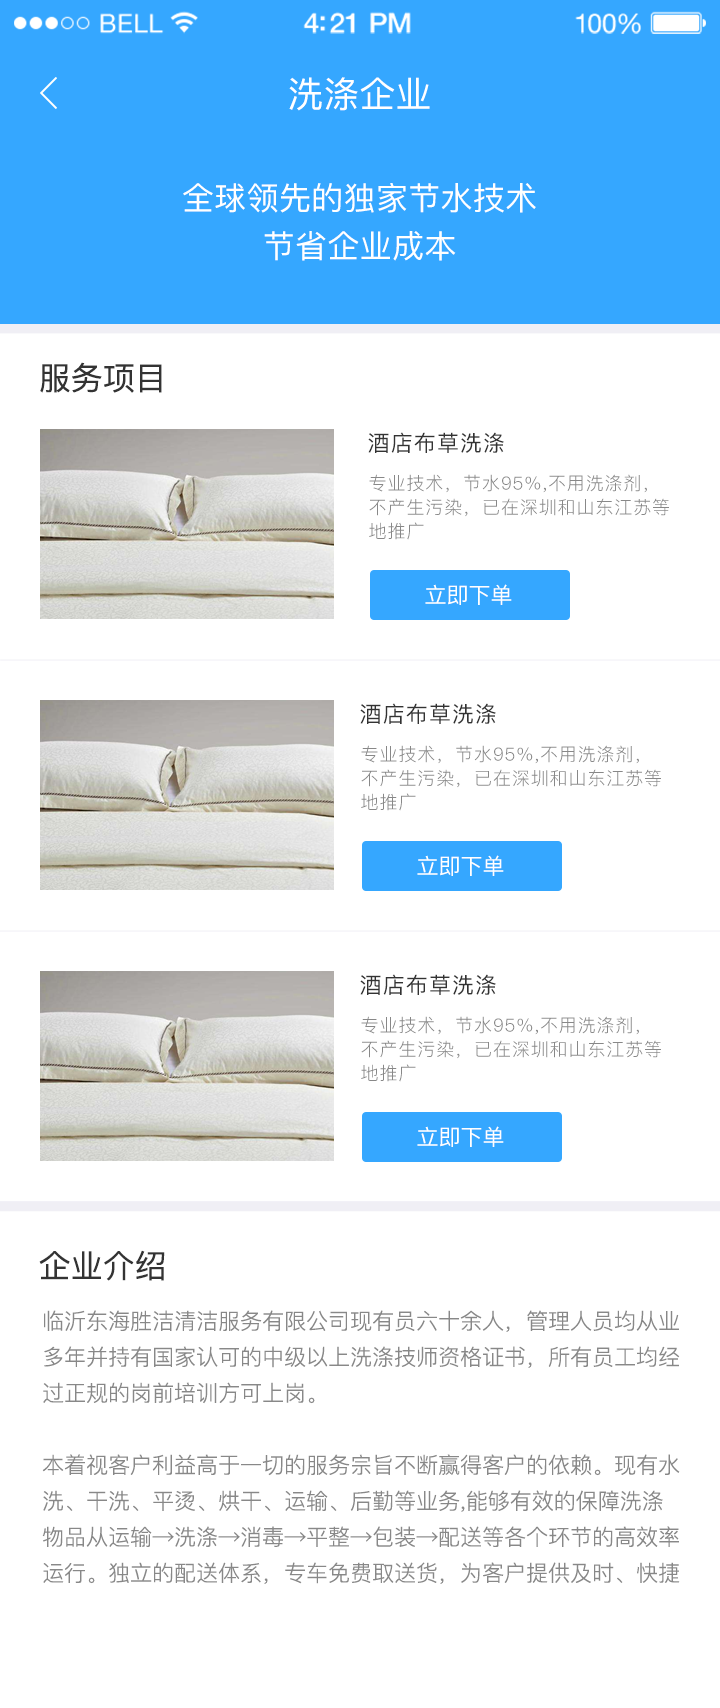 BELL 4:21 PM 100%
洗涤企业
全球领先的独家节水技术
节省企业成本
服务项目
酒店布草洗涤
专业技术，节水95%,不用洗涤剂，
不产生污染，已在深圳和山东江苏等
地推广
立即下单
酒店布草洗涤
专业技术，节水95%,不用洗涤剂，
不产生污染，已在深圳和山东江苏等
地推广
立即下单
酒店布草洗涤
专业技术，节水95%,不用洗涤剂，
不产生污染，已在深圳和山东江苏等
地推广
立即下单
企业介绍
临沂东海胜洁清洁服务有限公司现有员六十余人，管理人员均从业
多年并持有国家认可的中级以上洗涤技师资格证书，所有员工均经
过正规的岗前培训方可上岗。
本着视客户利益高于一切的服务宗旨不断赢得客户的依赖。现有水
洗、干洗、平烫、烘干、运输、后勤等业务,能够有效的保障洗涤
物品从运输→洗涤→消毒→平整→包装→配送等各个环节的高效率
运行。独立的配送体系，专车免费取送货，为客户提供及时、快捷